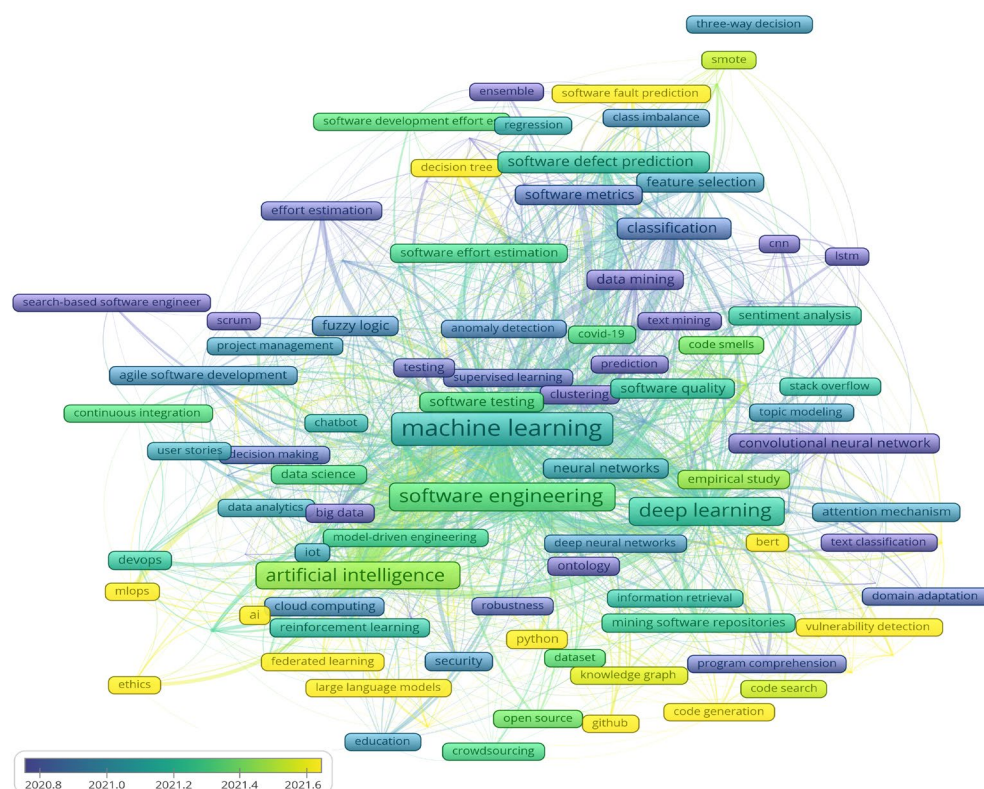 three-way decision
smote
ensemble
software fault prediction
software development effort es
regression
class imbalance
software defect prediction
decision tree
feature selection
software metrics
effort estimation
classification
cnn
software effort estimation
lstm
data mining
search-based software engineer
scrum
fuzzy logic
anomaly detection
text mining
sentiment analysis
covid-19
project management
code smells
testing
prediction
agile software development
supervised learning
clustering
software quality
stack overflow
software testing
continuous integration
topic modeling
chatbot
machine learning
convolutional neural network
user stories
decision making
neural networks
data science
empirical study
software engineering
data analytics
big data
deep learning
attention mechanism
model-driven engineering
deep neural networks
bert
text classification
iot
devops
ontology
artificial intelligence
mlops
domain adaptation
information retrieval
cloud computing
robustness
ai
reinforcement learning
mining software repositories
vulnerability detection
python
federated learning
security
dataset
program comprehension
knowledge graph
ethics
large language models
code search
code generation
open source
github
education
crowdsourcing
2020.8 2021.0 2021.2 2021.4 2021.6